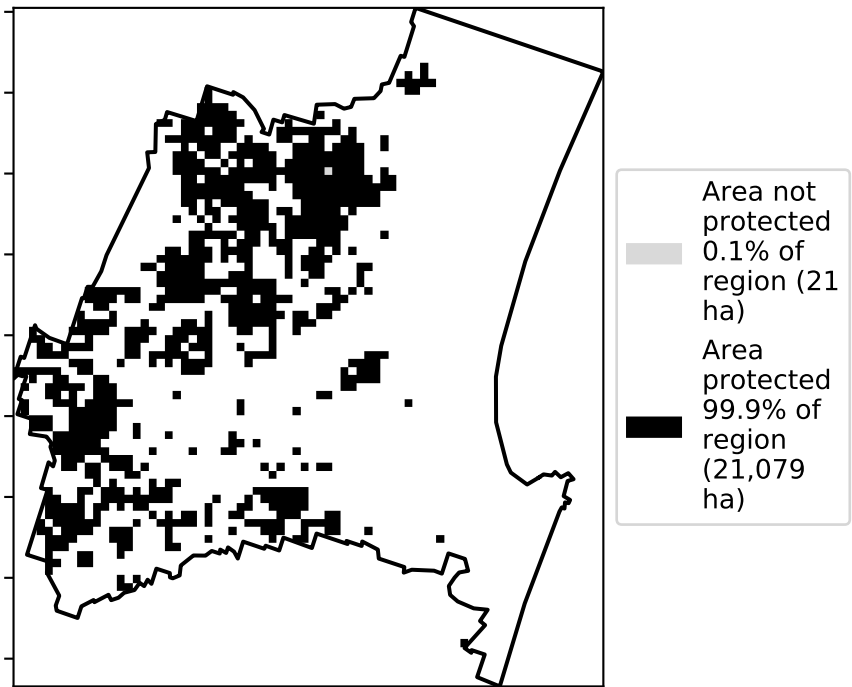 Area not
protected
0.1% of
region (21
ha)
Area
protected
99.9% of
region
(21,079
ha)